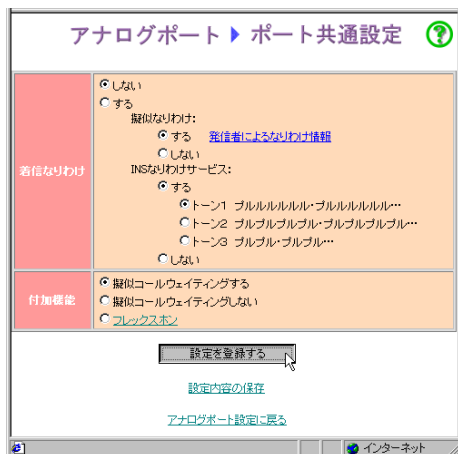 アナログポート ▶ ポート共通設定 ?
着信なりわけ
しない
する
擬似なりわけ:
する 発信者によるなりわけ情報
しない
INSなりわけサービス:
する
トーン1 プルルルルルル・プルルルルルル…
トーン2 プルプルプルプル・プルプルプルプル…
トーン3 プルプル・プルプル…
しない
付加機能
擬似コールウェイティングする
擬似コールウェイティングしない
フレックスホン
設定を登録する
設定内容の保存
アナログポート設定に戻る
インターネット